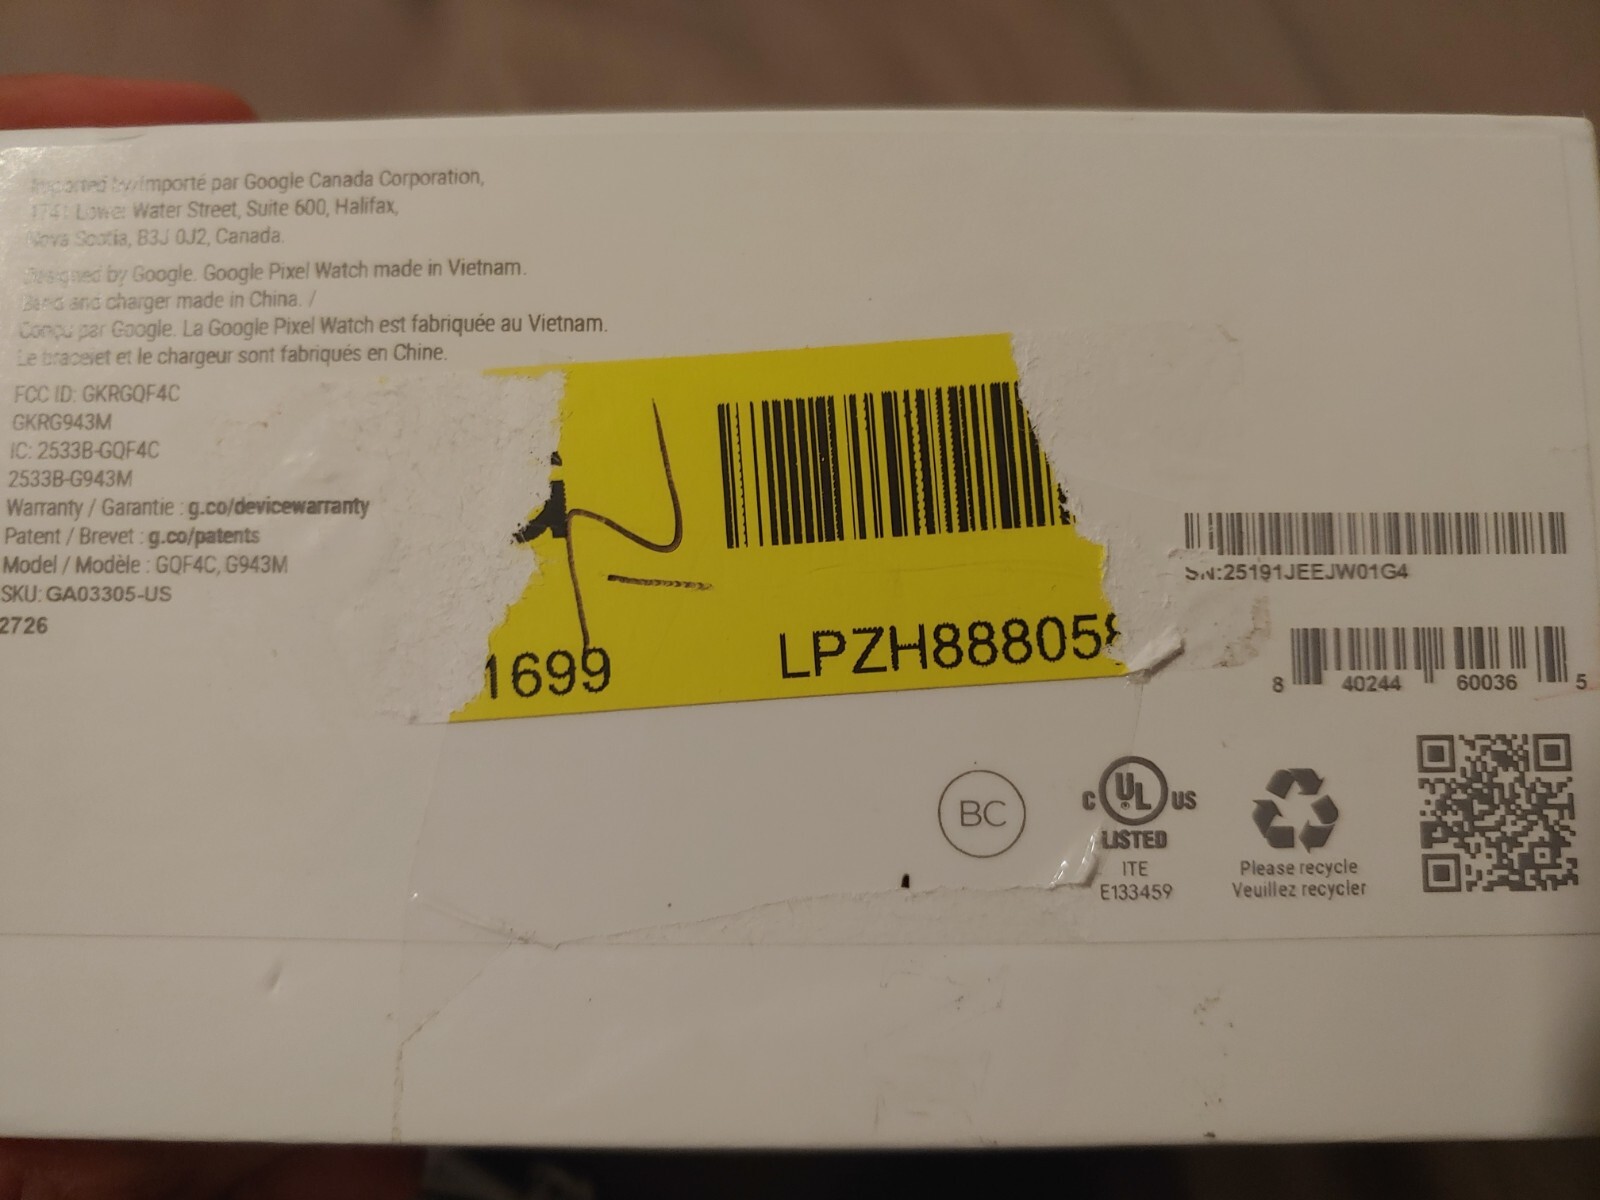 Imported by/Importé par Google Canada Corporation,
1741 Lower Water Street, Suite 600, Halifax,
Nova Scotia, B3J 0J2, Canada.
Designed by Google. Google Pixel Watch made in Vietnam.
Band and charger made in China. /
Conçu par Google. La Google Pixel Watch est fabriquée au Vietnam.
Le bracelet et le chargeur sont fabriqués en Chine.
FCC ID: GKRGQF4C
GKRG943M
IC: 2533B-GQF4C
2533B-G943M
Warranty / Garantie : g.co/devicewarranty
Patent / Brevet : g.co/patents
Model / Modèle : GQF4C, G943M
SKU: GA03305-US
2726
1699
LPZH88805
SN:25191JEEJW01G4
8 40244 60036 5
BC
C UL US
LISTED
ITE
E133459
Please recycle
Veuillez recycler